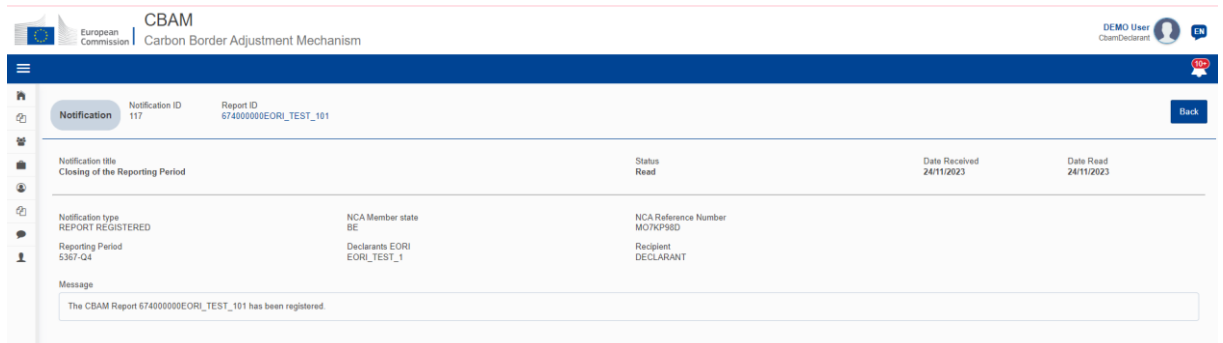 European
Commission
CBAM
Carbon Border Adjustment Mechanism
DEMO User
CbamDeclarant
EN
10+
Notification
Notification ID
117
Report ID
674000000EORI_TEST_101
Back
Notification title
Closing of the Reporting Period
Status
Read
Date Received
24/11/2023
Date Read
24/11/2023
Notification type
REPORT REGISTERED
NCA Member state
BE
NCA Reference Number
MO7KP98D
Reporting Period
5367-Q4
Declarants EORI
EORI_TEST_1
Recipient
DECLARANT
Message
The CBAM Report 674000000EORI_TEST_101 has been registered.